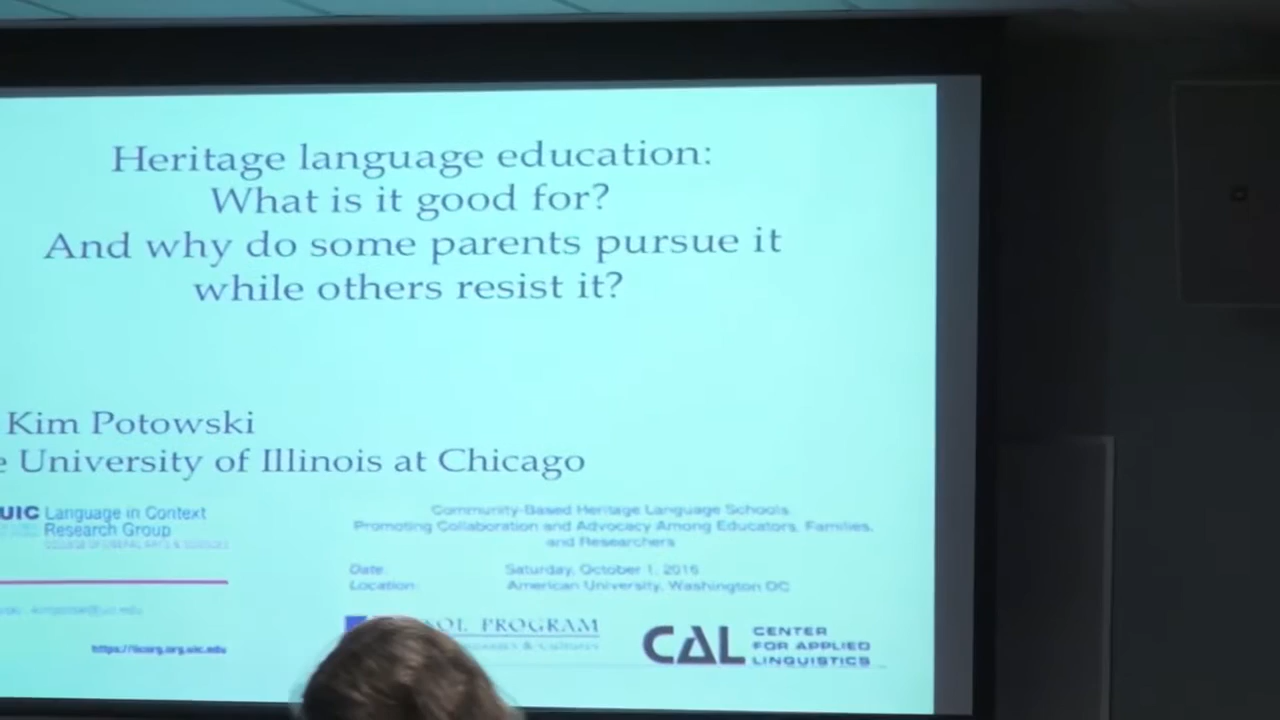 Heritage language education:
What is it good for?
And why do some parents pursue it
while others resist it?
Kim Potowski
University of Illinois at Chicago
UIC Language in Context
Research Group
COLLEGE OF LIBERAL ARTS & SCIENCES
Community-Based Heritage Language Schools
Promoting Collaboration and Advocacy Among Educators, Families,
and Researchers
Date: Saturday, October 1, 2016
Location: American University, Washington DC
https://licorg.org.uic.edu
PROGRAM
& Cultures
CAL CENTER
FOR APPLIED
LINGUISTICS